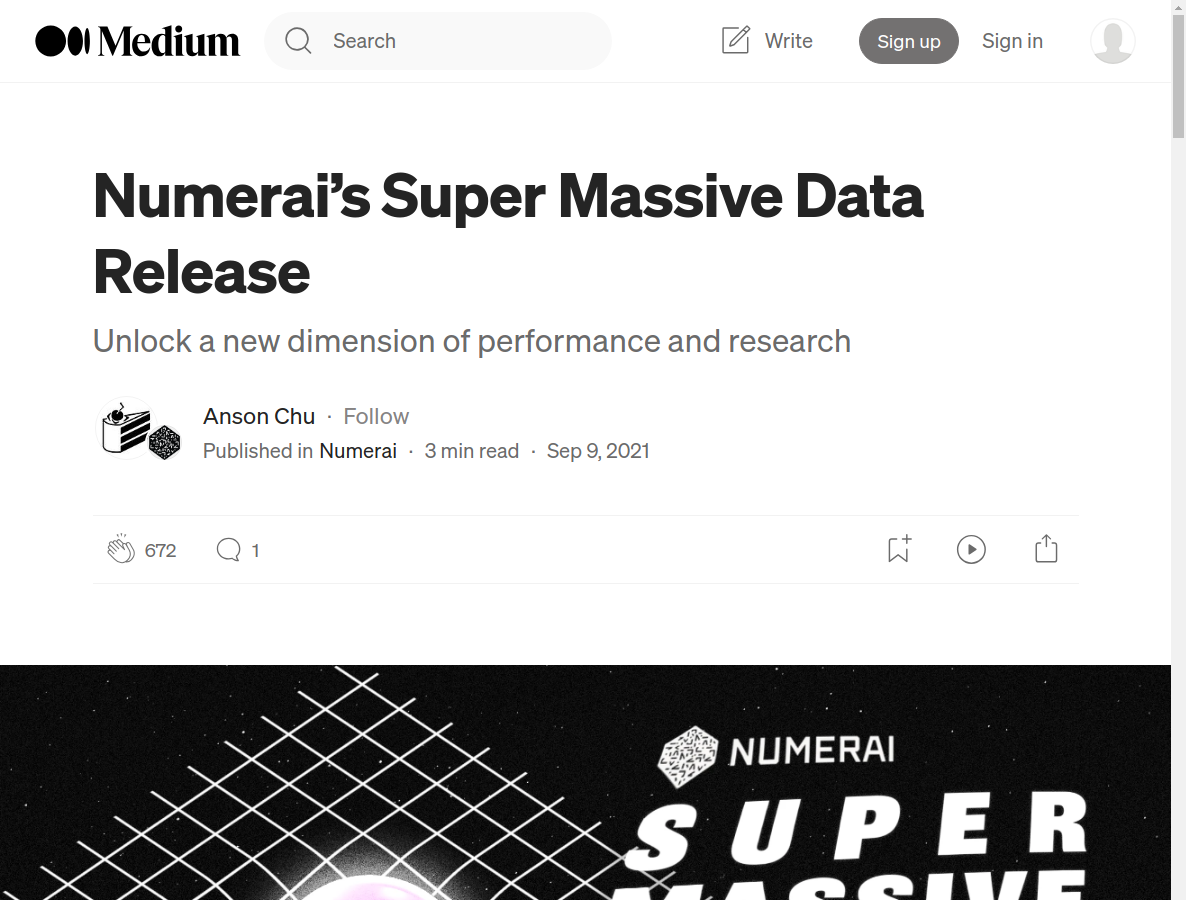 Medium
Search
Write
Sign up
Sign in
Numerai’s Super Massive Data
Release
Unlock a new dimension of performance and research
Anson Chu · Follow
Published in Numerai · 3 min read · Sep 9, 2021
672
1
NUMERAI
SUPER
MASSIVE